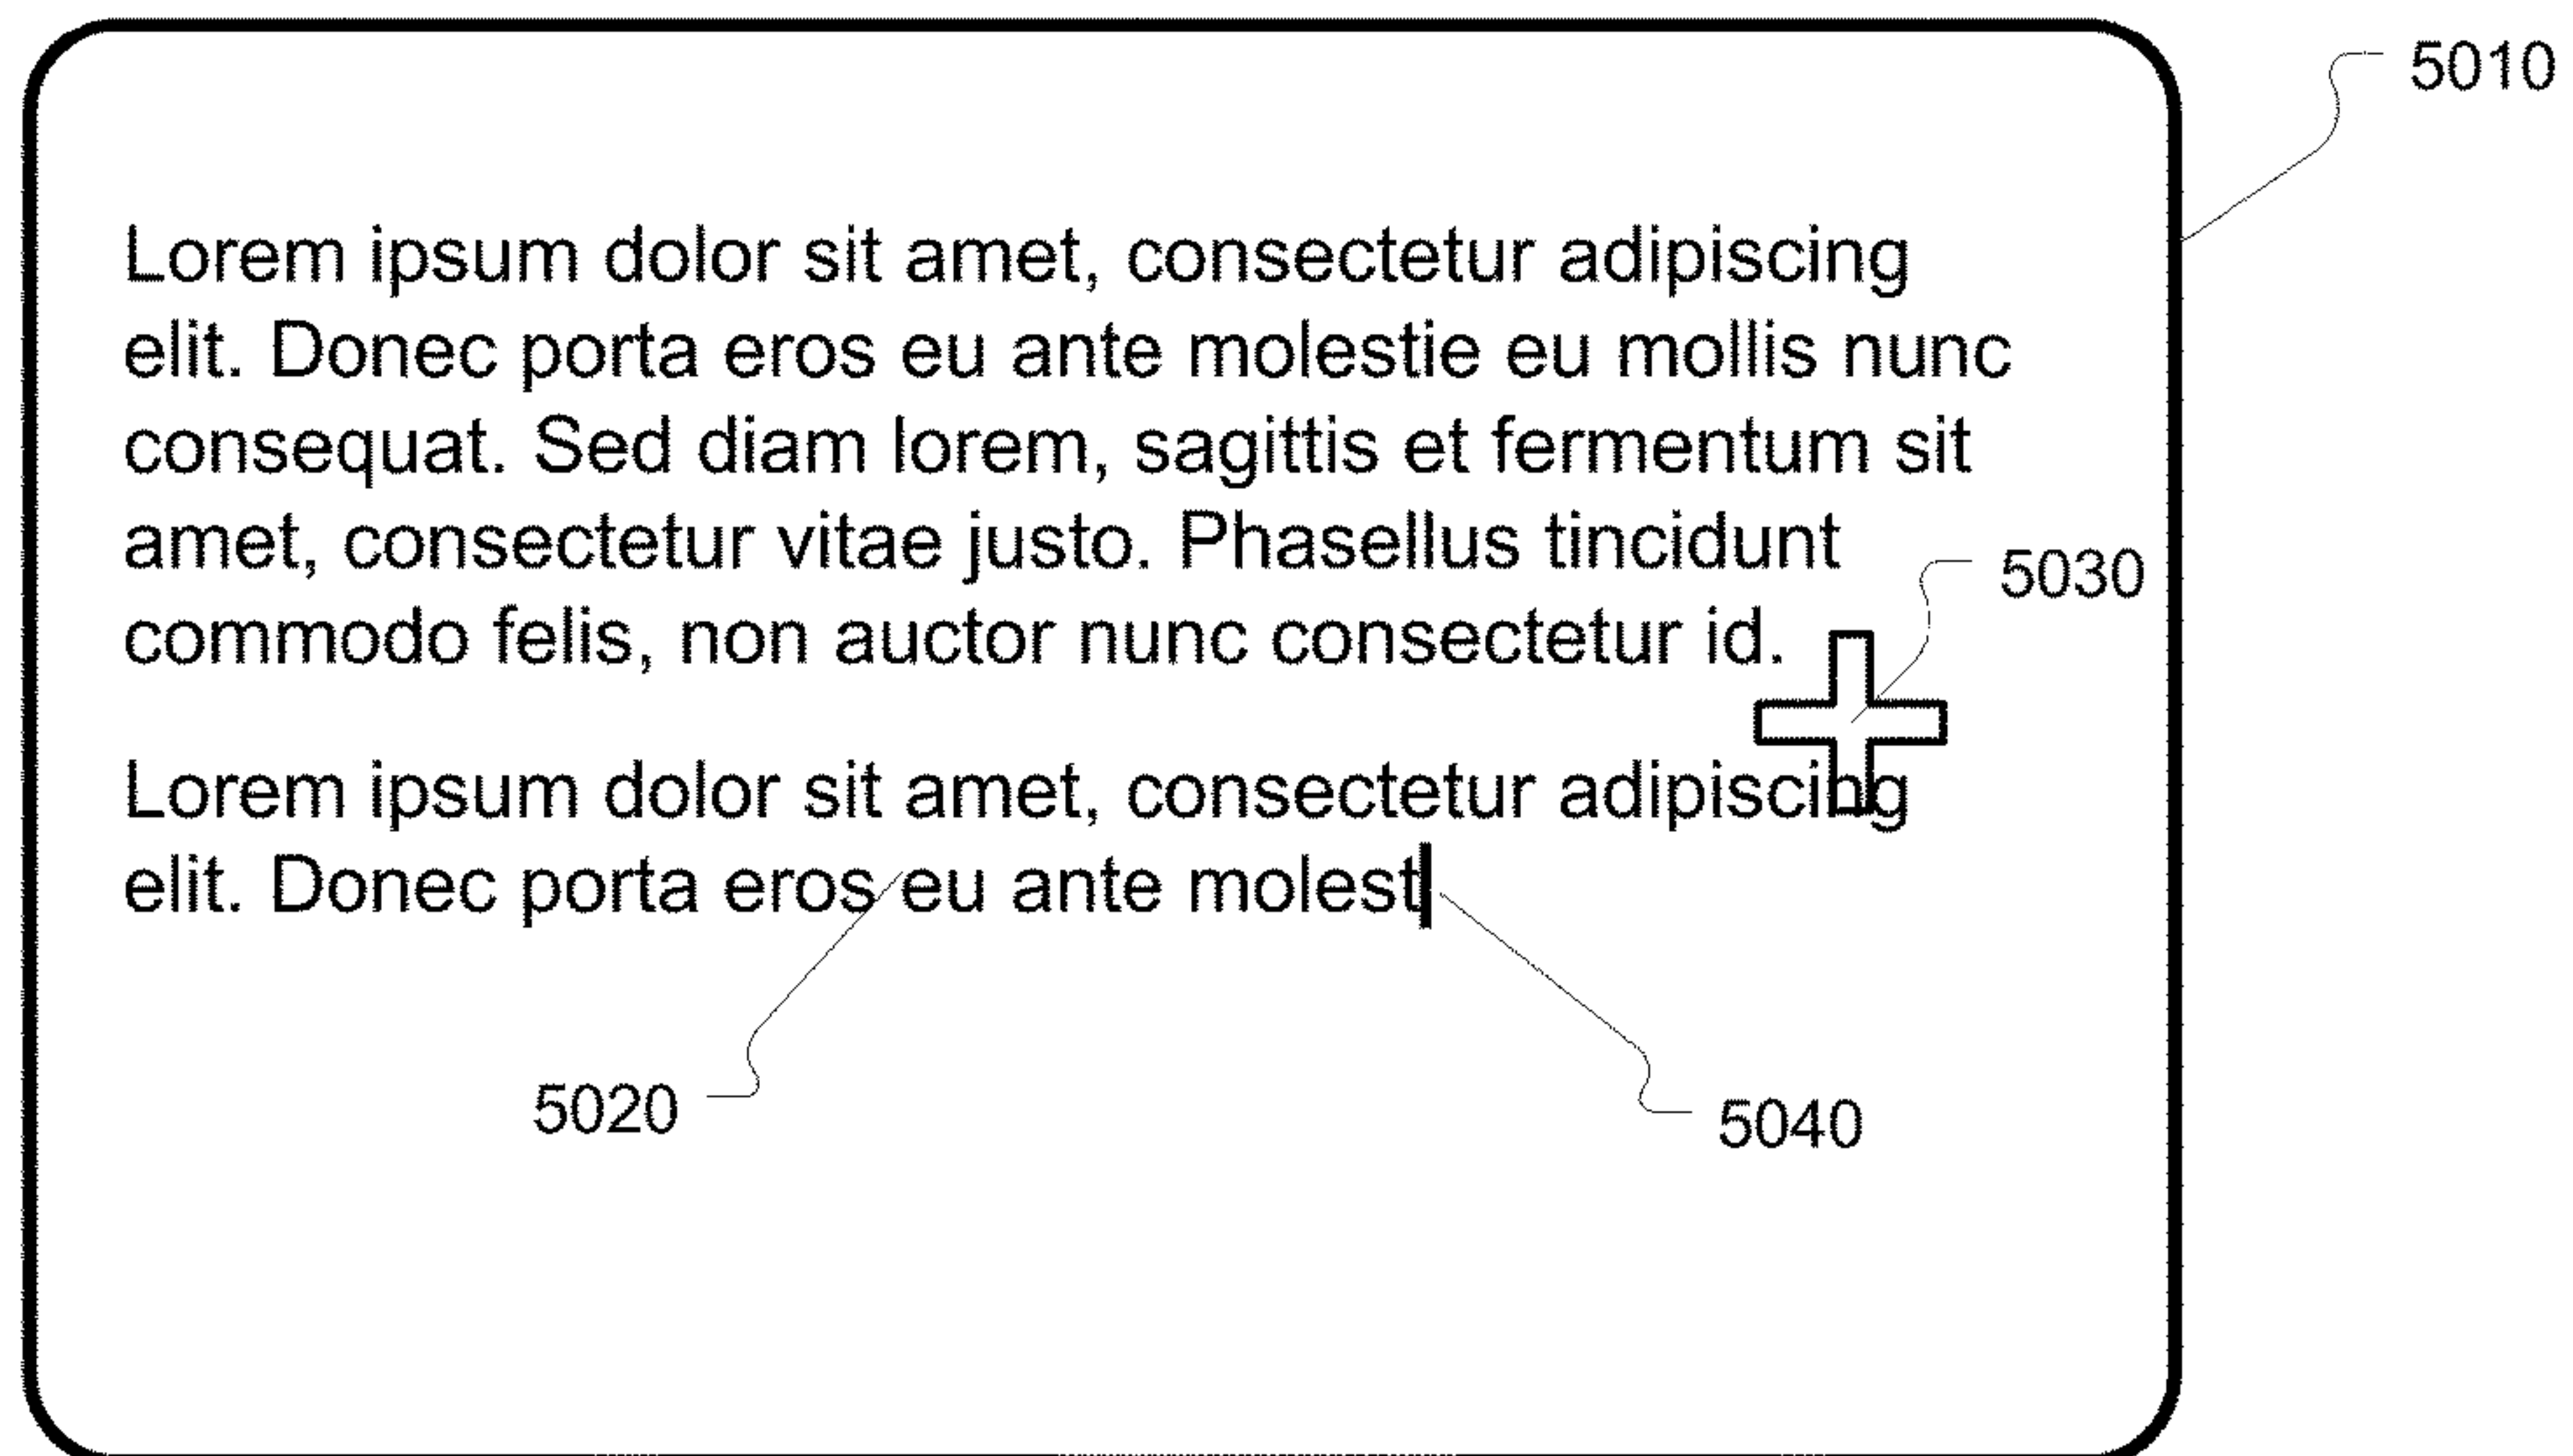 5010
Lorem ipsum dolor sit amet, consectetur adipiscing
elit. Donec porta eros eu ante molestie eu mollis nunc
consequat. Sed diam lorem, sagittis et fermentum sit
amet, consectetur vitae justo. Phasellus tincidunt
5030
commodo felis, non auctor nunc consectetur id.
Lorem ipsum dolor sit amet, consectetur adipiscing
elit. Donec porta eros eu ante molest
5020
5040